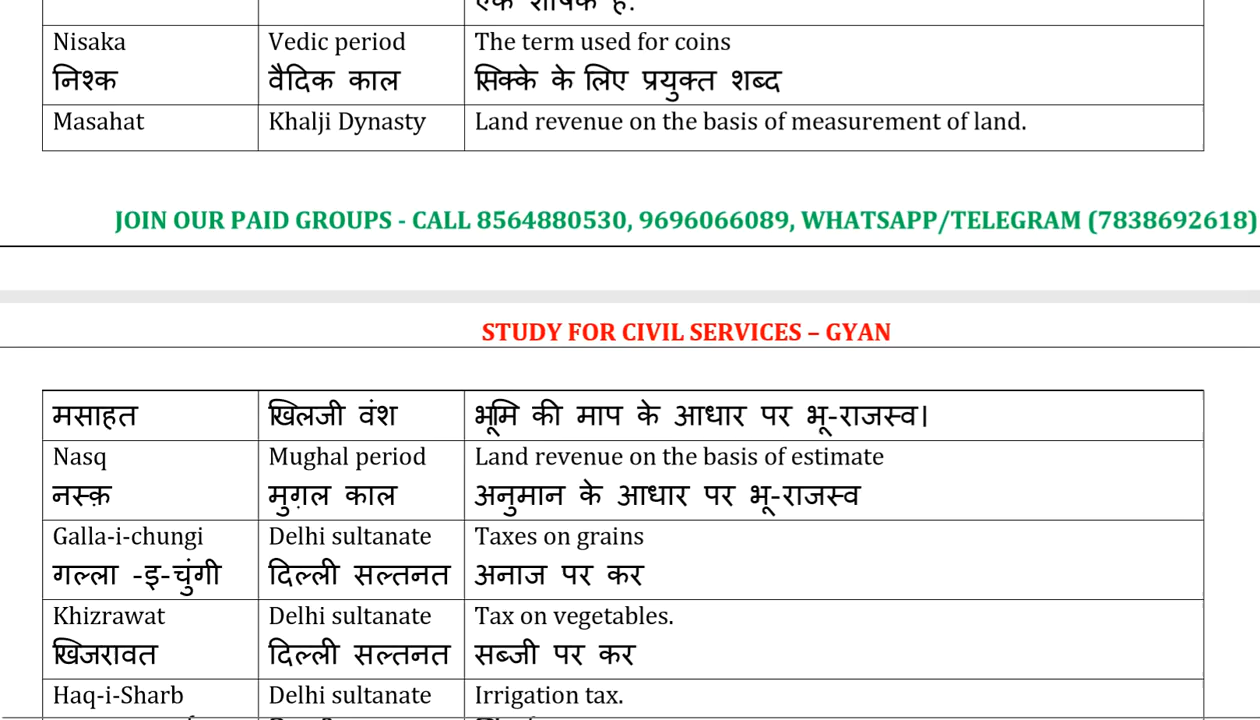 एक शीर्षक है.
Nisaka Vedic period The term used for coins
निश्क वैदिक काल सिक्के के लिए प्रयुक्त शब्द
Masahat Khalji Dynasty Land revenue on the basis of measurement of land.
JOIN OUR PAID GROUPS - CALL 8564880530, 9696066089, WHATSAPP/TELEGRAM (7838692618)
STUDY FOR CIVIL SERVICES – GYAN
मसाहत खिलजी वंश भूमि की माप के आधार पर भू-राजस्व।
Nasq Mughal period Land revenue on the basis of estimate
नस्क़ मुग़ल काल अनुमान के आधार पर भू-राजस्व
Galla-i-chungi Delhi sultanate Taxes on grains
गल्ला -इ-चुंगी दिल्ली सल्तनत अनाज पर कर
Khizrawat Delhi sultanate Tax on vegetables.
खिजरावत दिल्ली सल्तनत सब्जी पर कर
Haq-i-Sharb Delhi sultanate Irrigation tax.